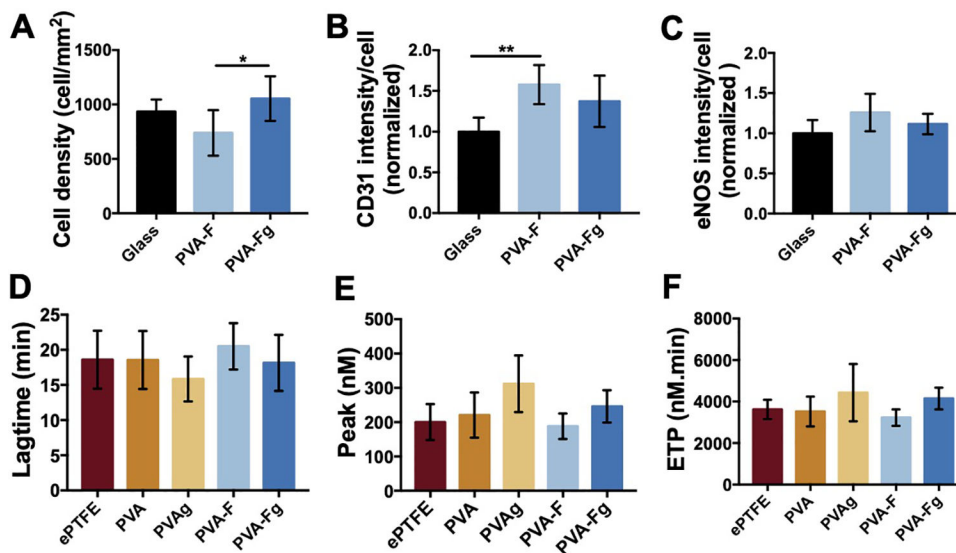 A
Cell density (cell/mm²)
1500
1000
500
0
*
Glass
PVA-F
PVA-Fg
B
CD31 intensity/cell
(normalized)
2.0
1.5
1.0
0.5
0.0
**
Glass
PVA-F
PVA-Fg
C
eNOS intensity/cell
(normalized)
2.0
1.5
1.0
0.5
0.0
Glass
PVA-F
PVA-Fg
D
Lagtime (min)
25
20
15
10
5
0
ePTFE
PVA
PVAg
PVA-F
PVA-Fg
E
Peak (nM)
500
400
300
200
100
0
ePTFE
PVA
PVAg
PVA-F
PVA-Fg
F
ETP (nM.min)
8000
6000
4000
2000
0
ePTFE
PVA
PVAg
PVA-F
PVA-Fg